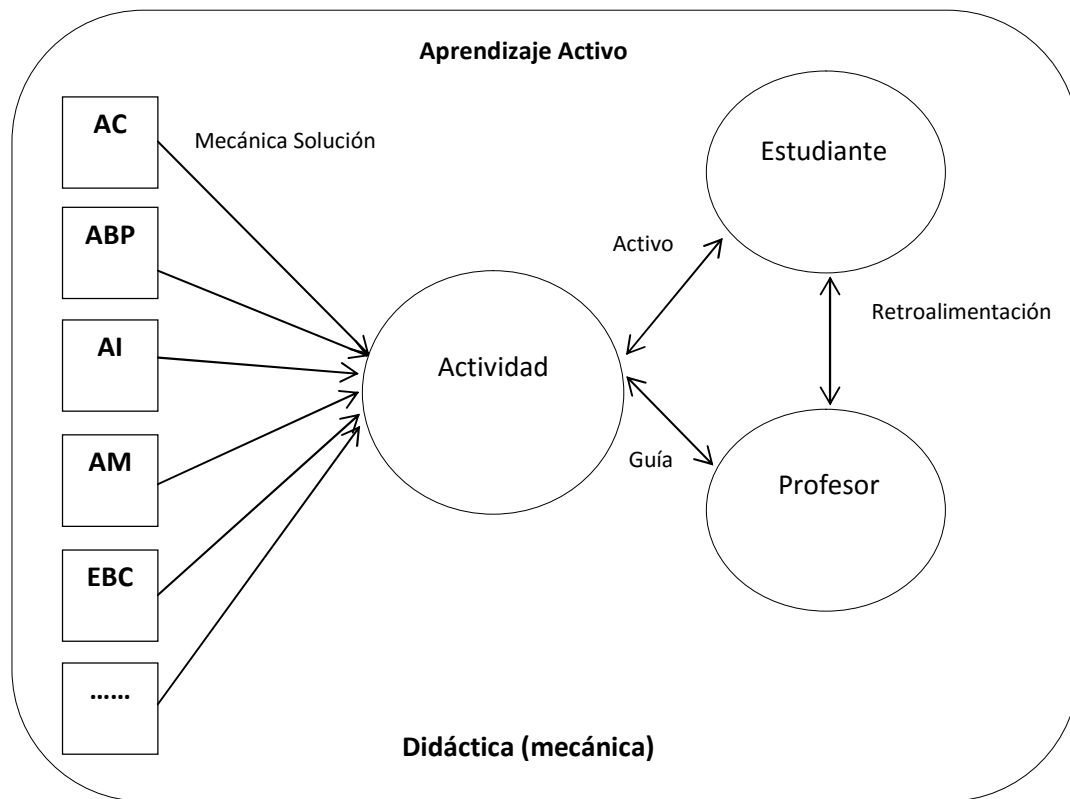 Aprendizaje Activo
AC
Mecánica Solución
Estudiante
ABP
Activo
Retroalimentación
AI
Actividad
Guía
AM
Profesor
EBC
......
Didáctica (mecánica)